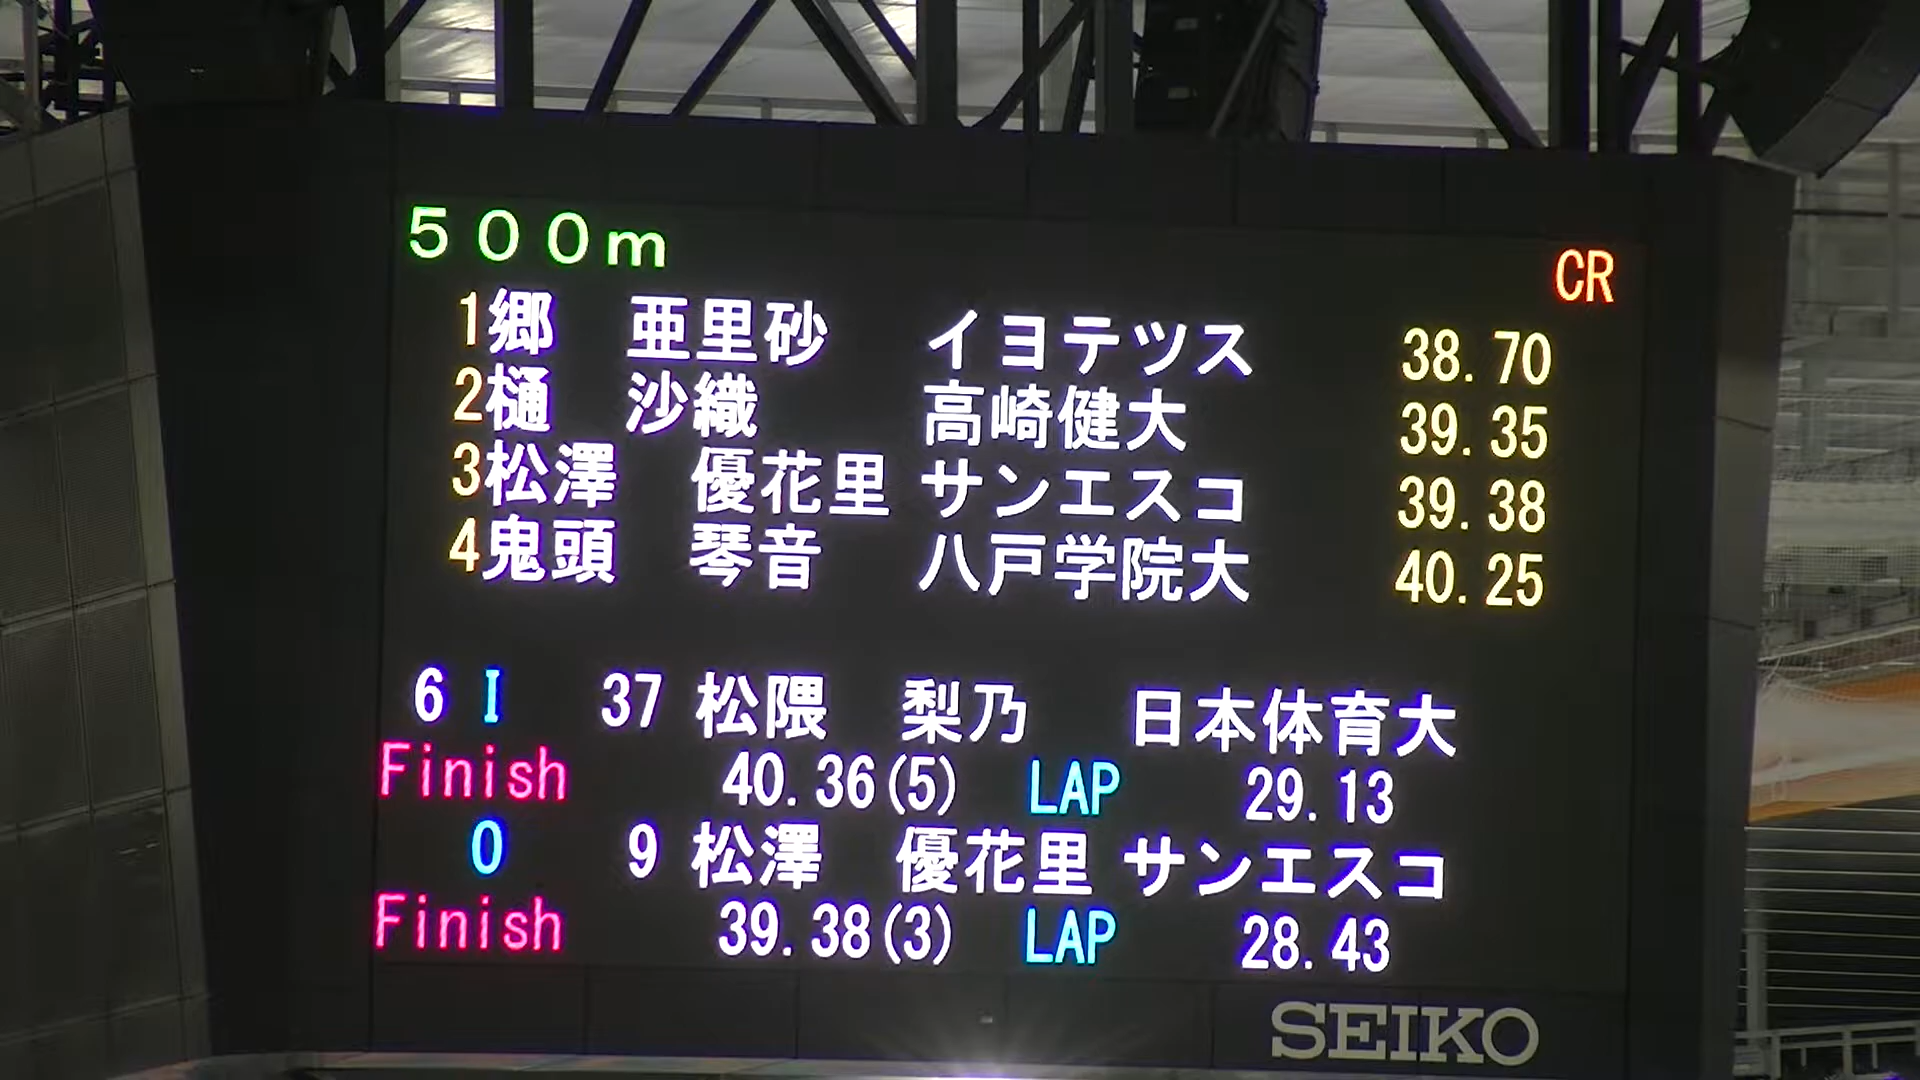 ５００ｍ
CR
1郷　亜里砂　イヨテツス 38.70
2樋　沙織　高崎健大 39.35
3松澤　優花里 サンエスコ 39.38
4鬼頭　琴音　八戸学院大 40.25
6 I 37 松隈　梨乃　日本体育大
Finish 40.36(5) LAP 29.13
O 9 松澤　優花里 サンエスコ
Finish 39.38(3) LAP 28.43
SEIKO